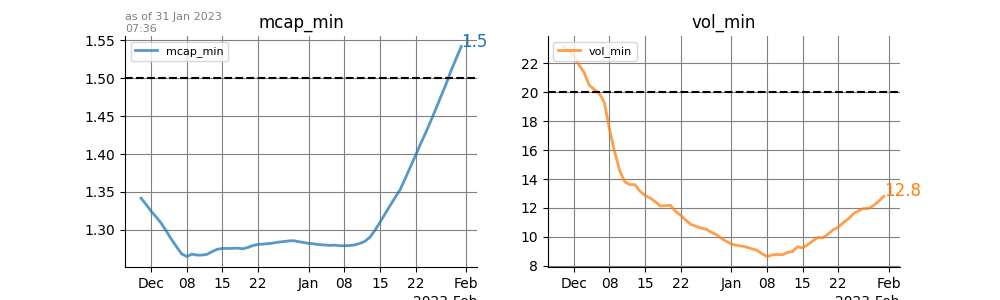 as of 31 Jan 2023
07:36
mcap_min
mcap_min
1.5
1.55
1.50
1.45
1.40
1.35
1.30
Dec 08 15 22 Jan 08 15 22 Feb
2023-Feb
vol_min
vol_min
12.8
22
20
18
16
14
12
10
8
Dec 08 15 22 Jan 08 15 22 Feb
2023-Feb